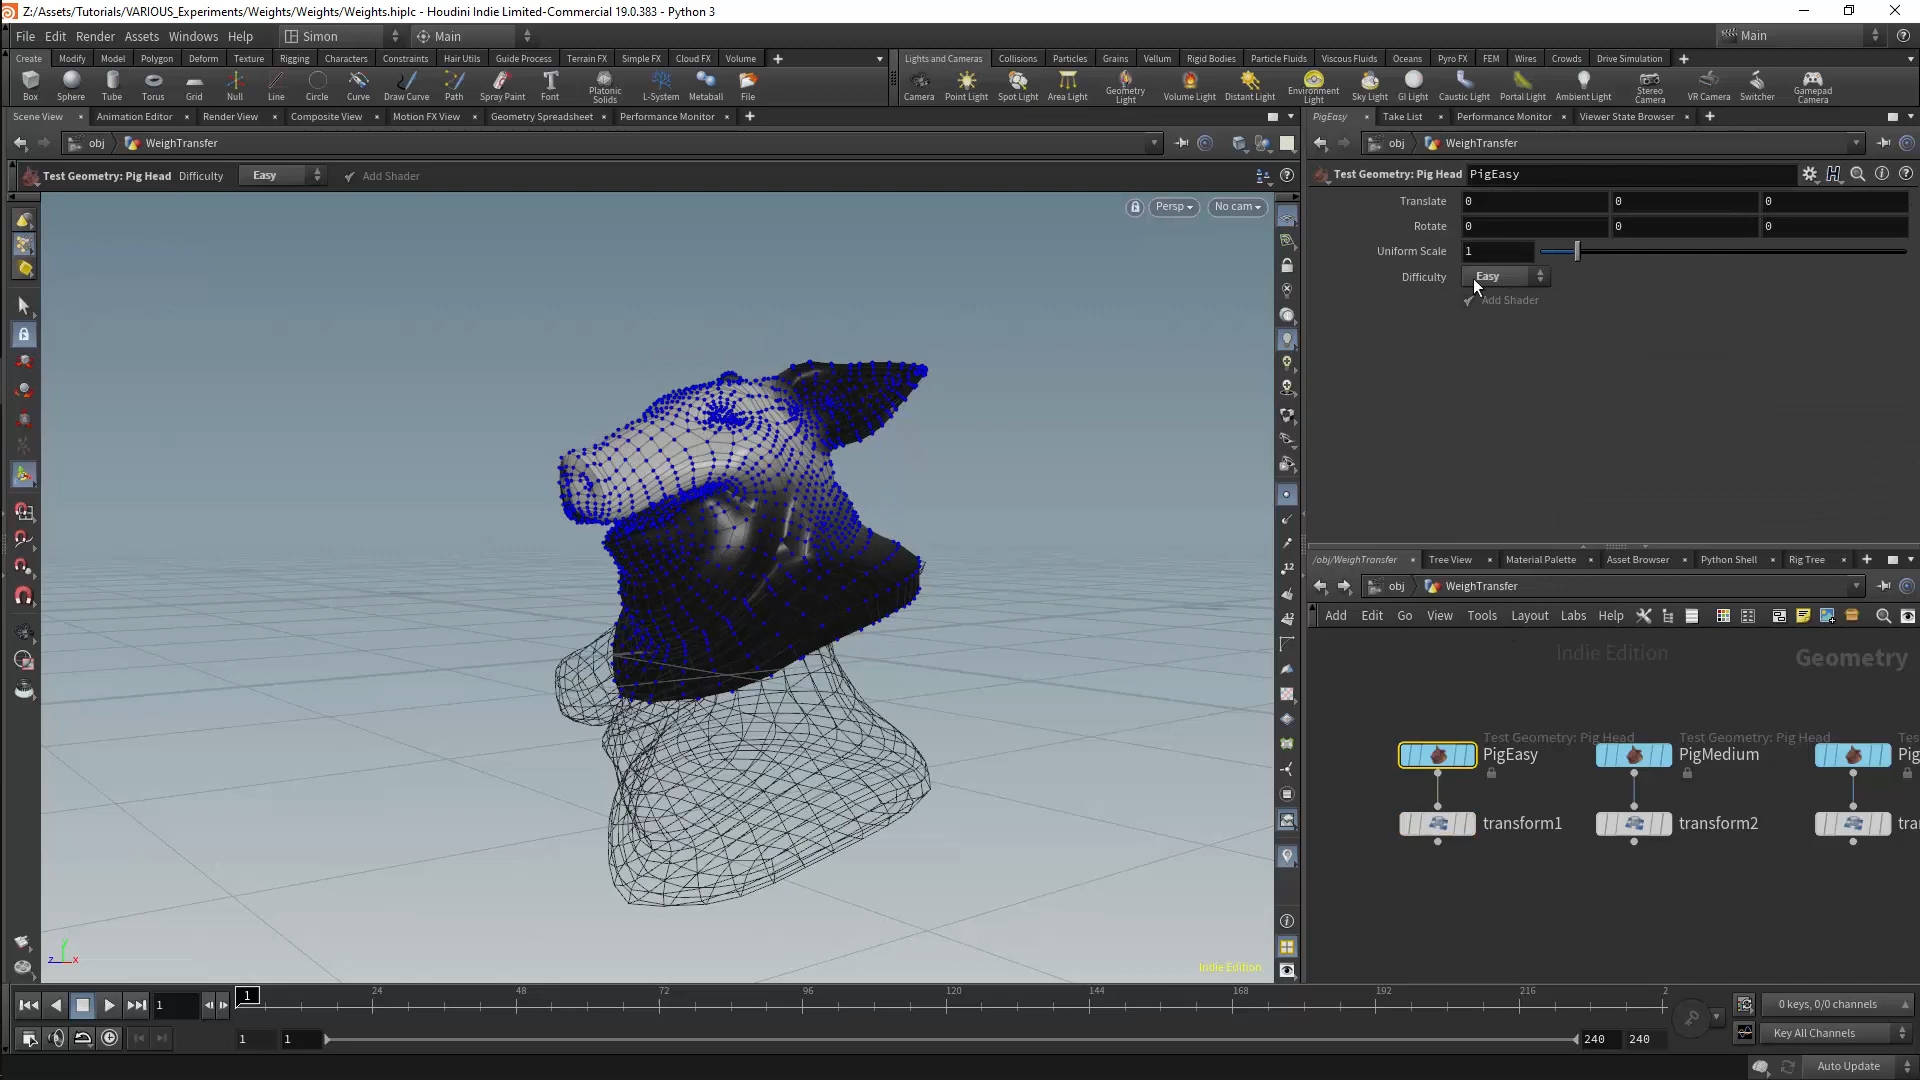 Z:/Assets/Tutorials/VARIOUS_Experiments/Weights/Weights/Weights.hiplc - Houdini Indie Limited-Commercial 19.0.383 - Python 3
File Edit Render Assets Windows Help Simon Main Main
Create Modify Model Polygon Deform Texture Rigging Characters Constraints Hair Utils Guide Process Terrain FX Simple FX Cloud FX Volume
Lights and Cameras Collisions Particles Grains Vellum Rigid Bodies Particle Fluids Viscous Fluids Oceans Pyro FX FEM Wires Crowds Drive Simulation
Box Sphere Tube Torus Grid Null Line Circle Curve Draw Curve Path Spray Paint Font Platonic Solids L-System Metaball File
Camera Point Light Spot Light Area Light Geometry Light Volume Light Distant Light Environment Light Sky Light GI Light Caustic Light Portal Light Ambient Light Stereo Camera VR Camera Switcher Gamepad Camera
Scene View Animation Editor Render View Composite View Motion FX View Geometry Spreadsheet Performance Monitor
obj WeighTransfer
Test Geometry: Pig Head Difficulty Easy Add Shader
Persp No cam
Indie Edition
PigEasy Take List Performance Monitor Viewer State Browser
obj WeighTransfer
Test Geometry: Pig Head PigEasy
Translate 0 0 0
Rotate 0 0 0
Uniform Scale 1
Difficulty Easy
Add Shader
/obj/WeighTransfer Tree View Material Palette Asset Browser Python Shell Rig Tree
obj WeighTransfer
Add Edit Go View Tools Layout Labs Help
Indie Edition Geometry
Test Geometry: Pig Head Test Geometry: Pig Head Tes
PigEasy PigMedium Pig
transform1 transform2 tra
1 1 24 48 72 96 120 144 168 192 216 2
0 keys, 0/0 channels
1 1 240 240
Key All Channels
Auto Update